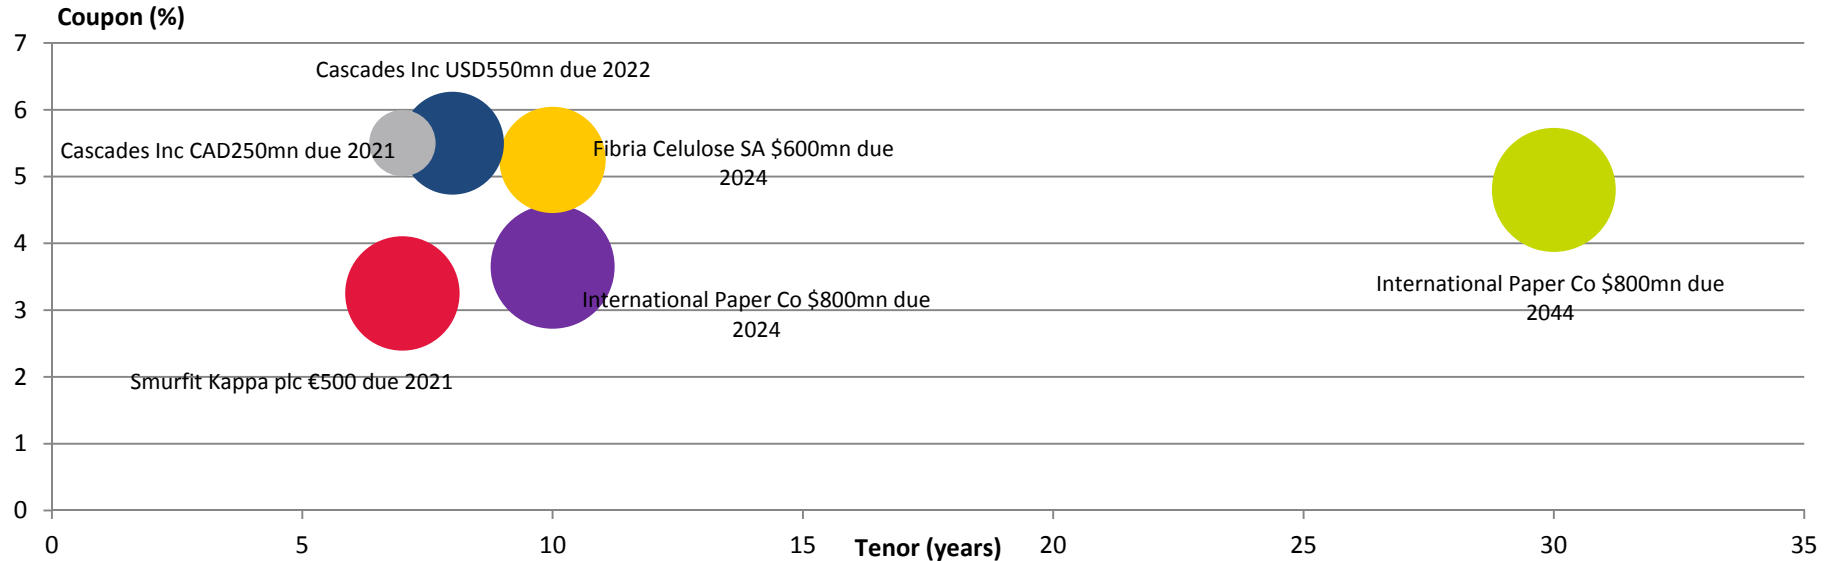 Coupon (%)
7
Cascades Inc USD550mn due 2022
6
Cascades Inc CAD250mn due 2021
Fibria Celulose SA $600mn due
2024
5
4
International Paper Co $800mn due
2044
International Paper Co $800mn due
2024
3
Smurfit Kappa plc €500 due 2021
2
1
0
0 5 10 15 20 25 30 35
Tenor (years)